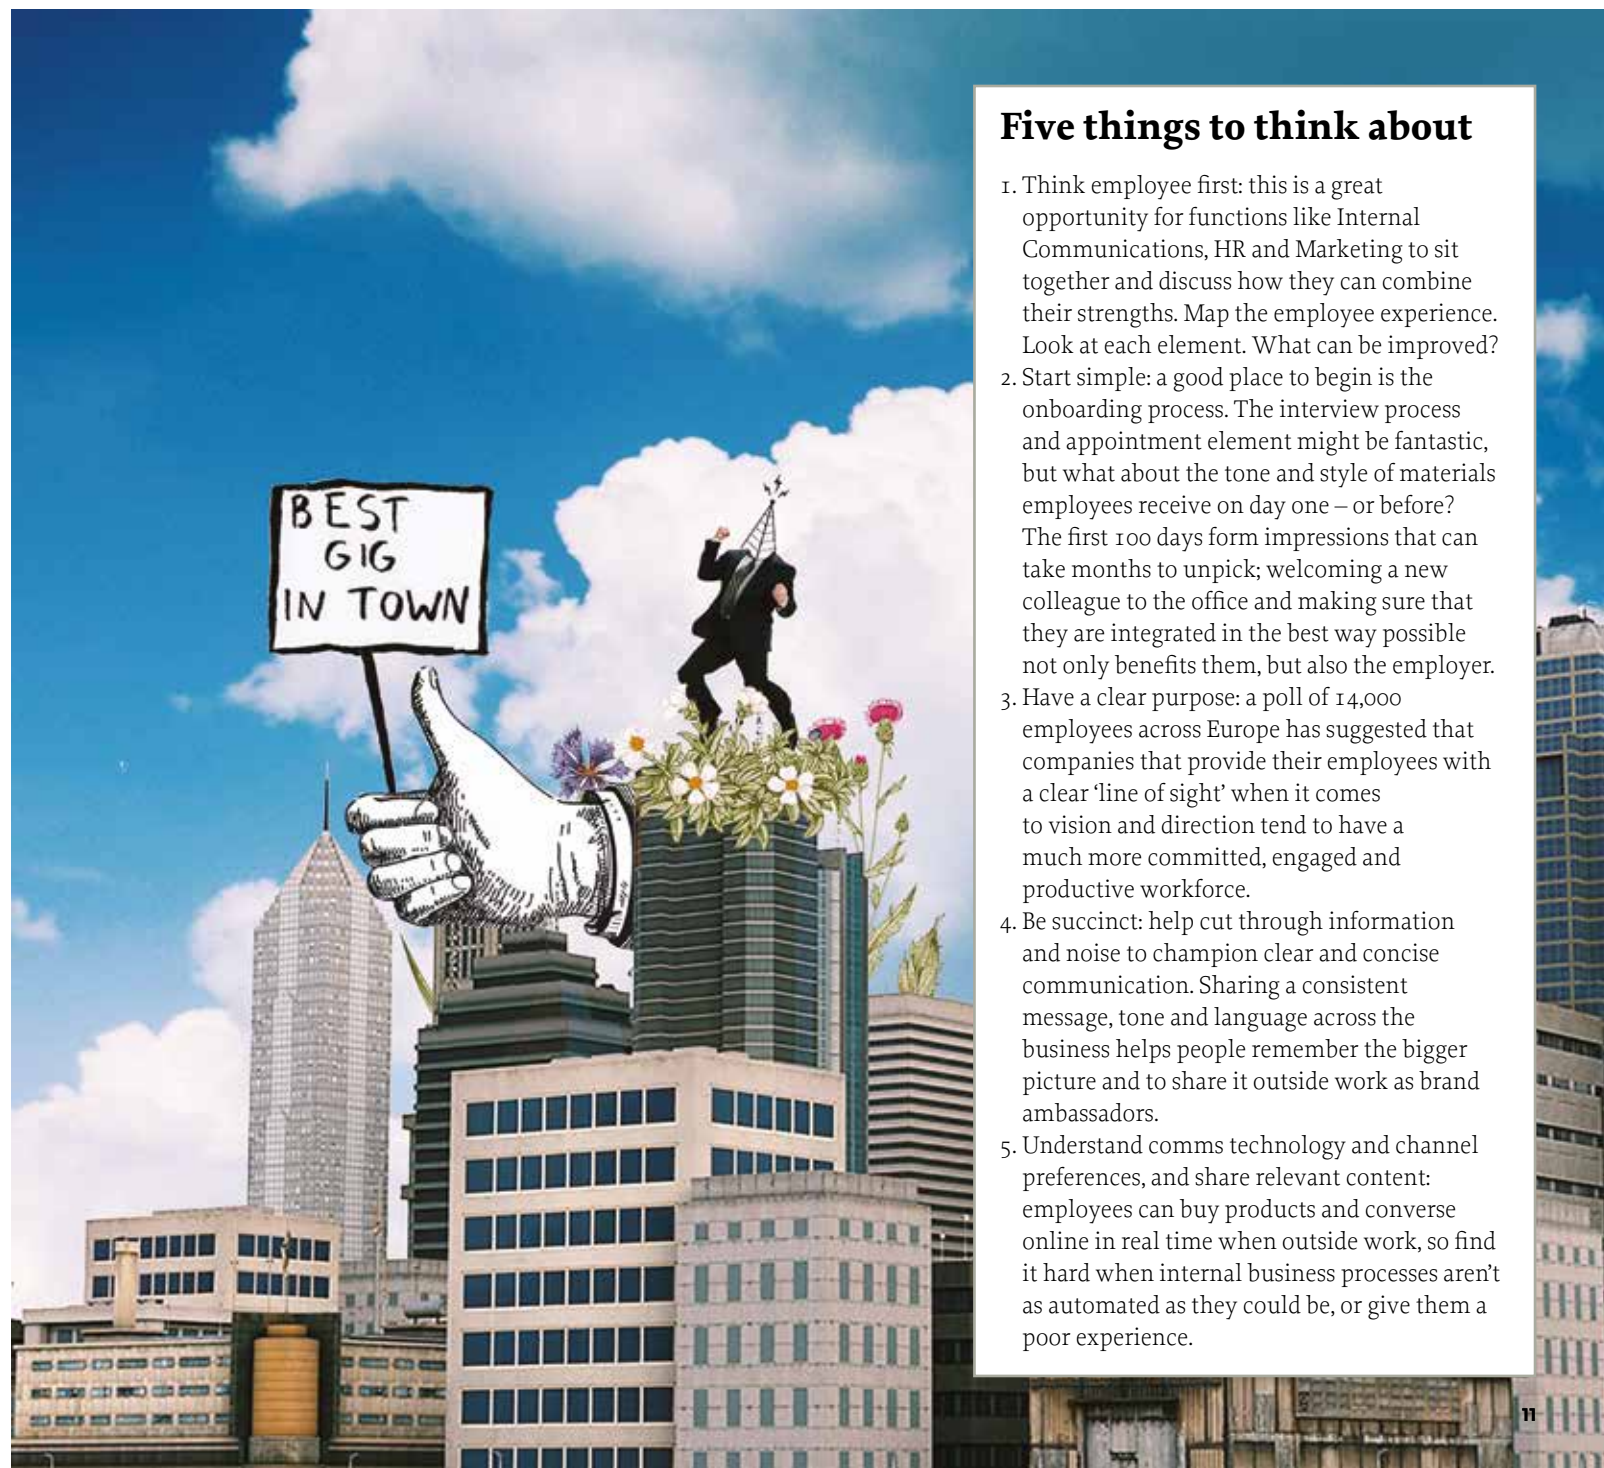 BEST
GIG
IN TOWN
Five things to think about
1. Think employee first: this is a great
opportunity for functions like Internal
Communications, HR and Marketing to sit
together and discuss how they can combine
their strengths. Map the employee experience.
Look at each element. What can be improved?
2. Start simple: a good place to begin is the
onboarding process. The interview process
and appointment element might be fantastic,
but what about the tone and style of materials
employees receive on day one – or before?
The first 100 days form impressions that can
take months to unpick; welcoming a new
colleague to the office and making sure that
they are integrated in the best way possible
not only benefits them, but also the employer.
3. Have a clear purpose: a poll of 14,000
employees across Europe has suggested that
companies that provide their employees with
a clear ‘line of sight’ when it comes
to vision and direction tend to have a
much more committed, engaged and
productive workforce.
4. Be succinct: help cut through information
and noise to champion clear and concise
communication. Sharing a consistent
message, tone and language across the
business helps people remember the bigger
picture and to share it outside work as brand
ambassadors.
5. Understand comms technology and channel
preferences, and share relevant content:
employees can buy products and converse
online in real time when outside work, so find
it hard when internal business processes aren’t
as automated as they could be, or give them a
poor experience.
11